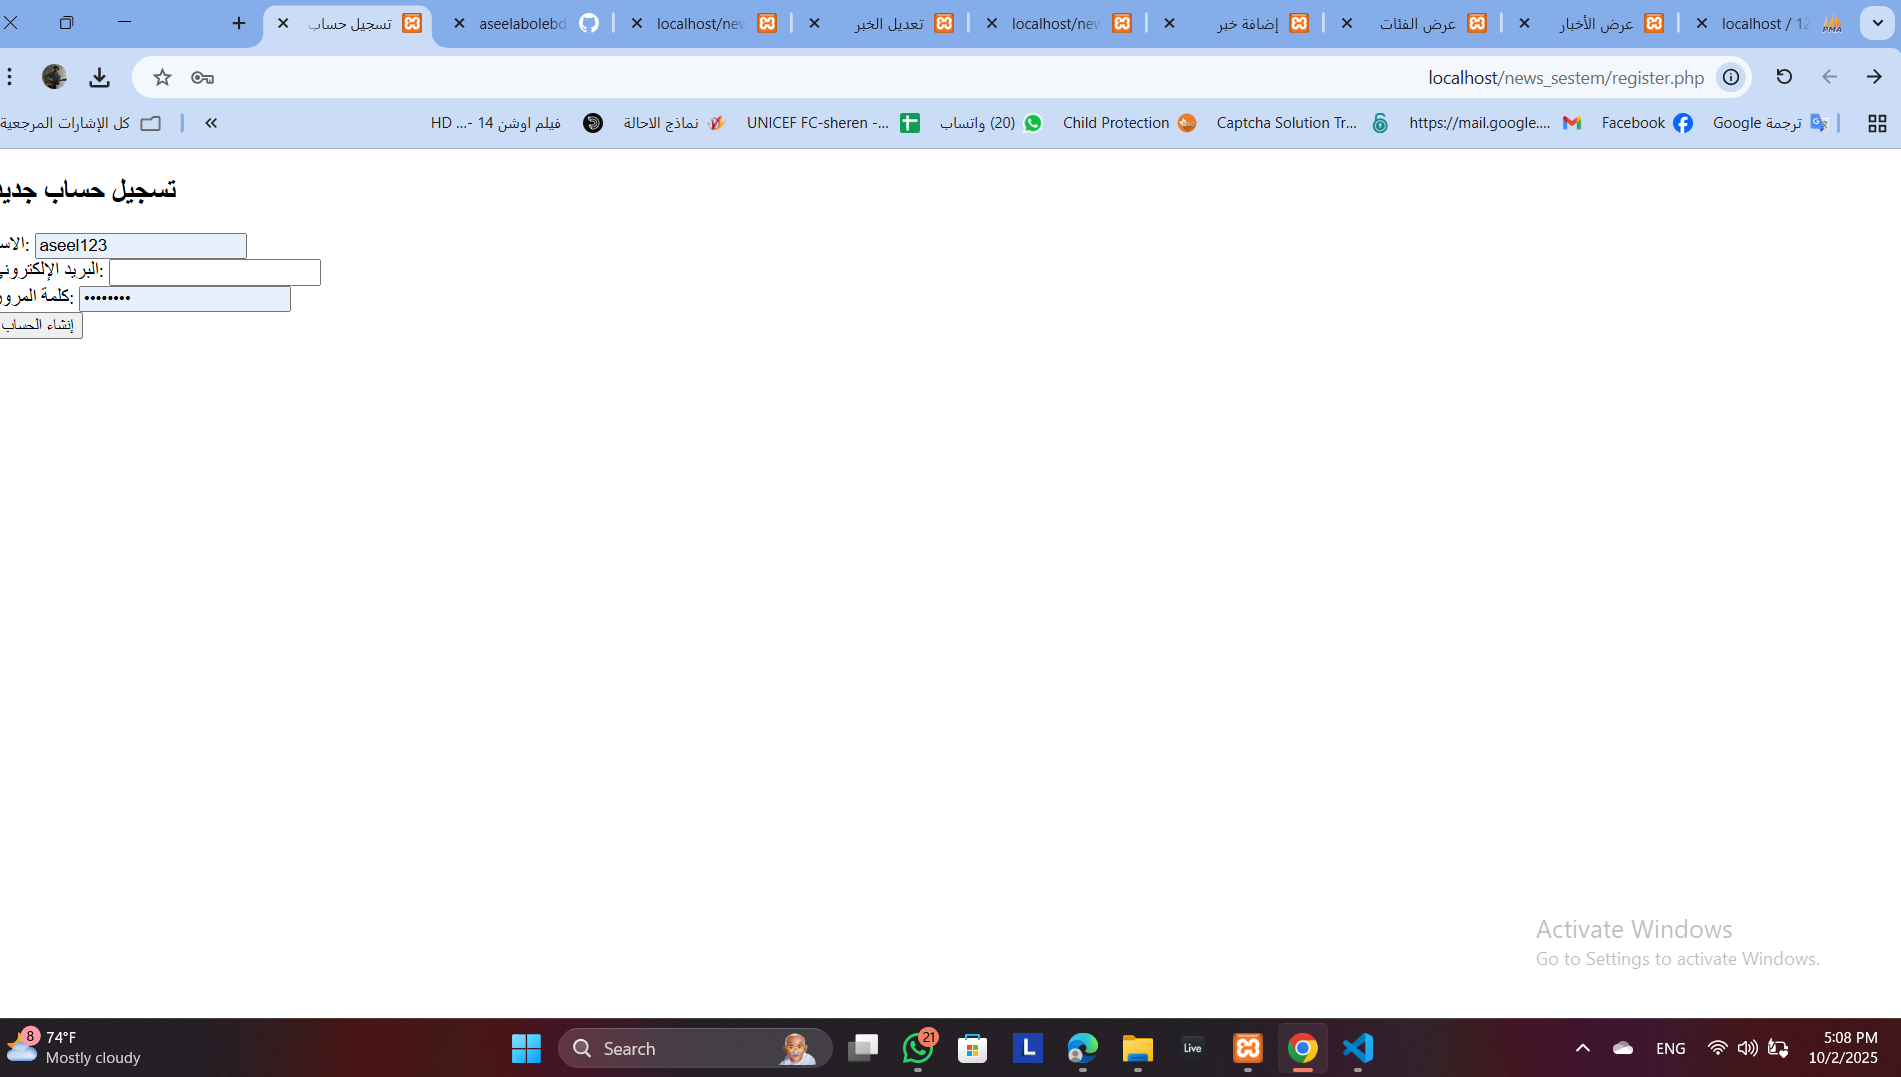 تسجيل حساب
aseelabolebd
localhost/new
تعديل الخبر
localhost/new
إضافة خبر
عرض الفئات
عرض الأخبار
localhost / 12
PMA
localhost/news_sestem/register.php
كل الإشارات المرجعية
فيلم اوشن 14 -... HD
نماذج الاحالة
UNICEF FC-sheren -...
(20) واتساب
Child Protection
Captcha Solution Tr...
https://mail.google....
Facebook
ترجمة Google
تسجيل حساب جديد
الاس: aseel123
البريد الإلكتروني:
كلمة المرور:
إنشاء الحساب
Activate Windows
Go to Settings to activate Windows.
8
74°F
Mostly cloudy
Search
21
L
Live
ENG
5:08 PM
10/2/2025